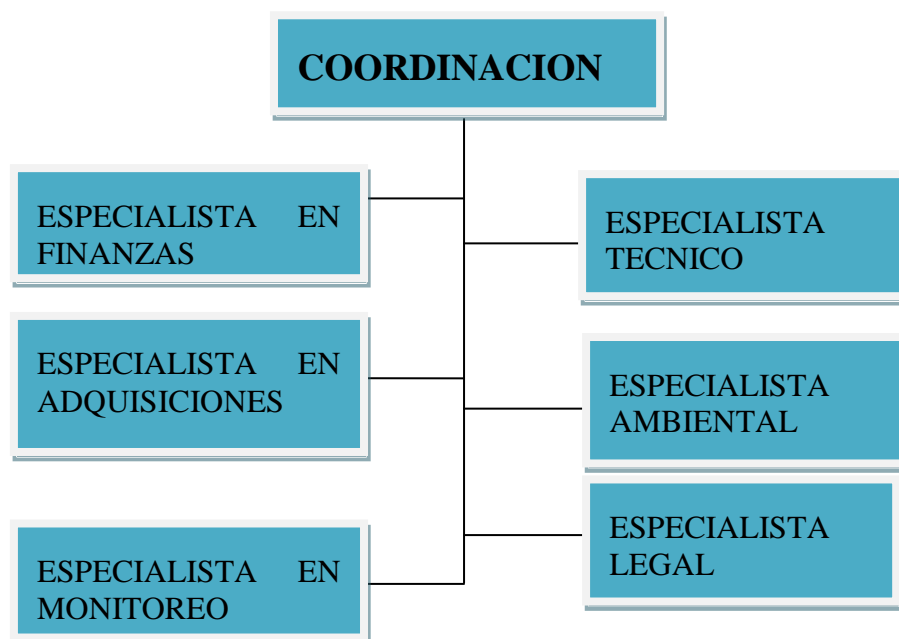 COORDINACION
ESPECIALISTA EN
FINANZAS
ESPECIALISTA
TECNICO
ESPECIALISTA EN
ADQUISICIONES
ESPECIALISTA
AMBIENTAL
ESPECIALISTA EN
MONITOREO
ESPECIALISTA
LEGAL